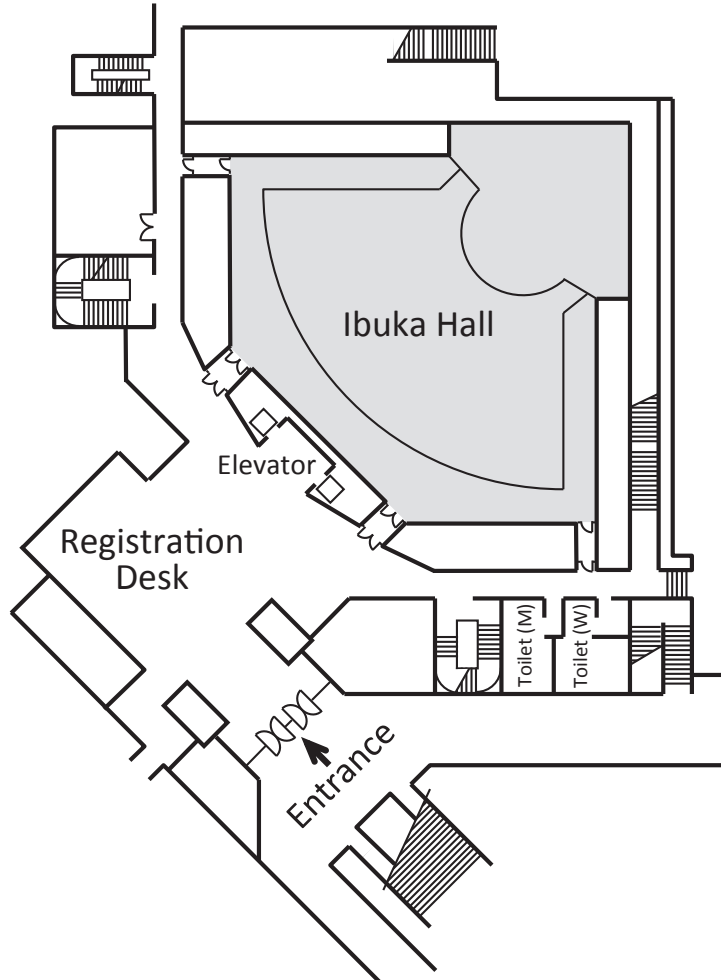 Ibuka Hall
Elevator
Registration
Desk
Toilet (M)
Toilet (W)
Entrance